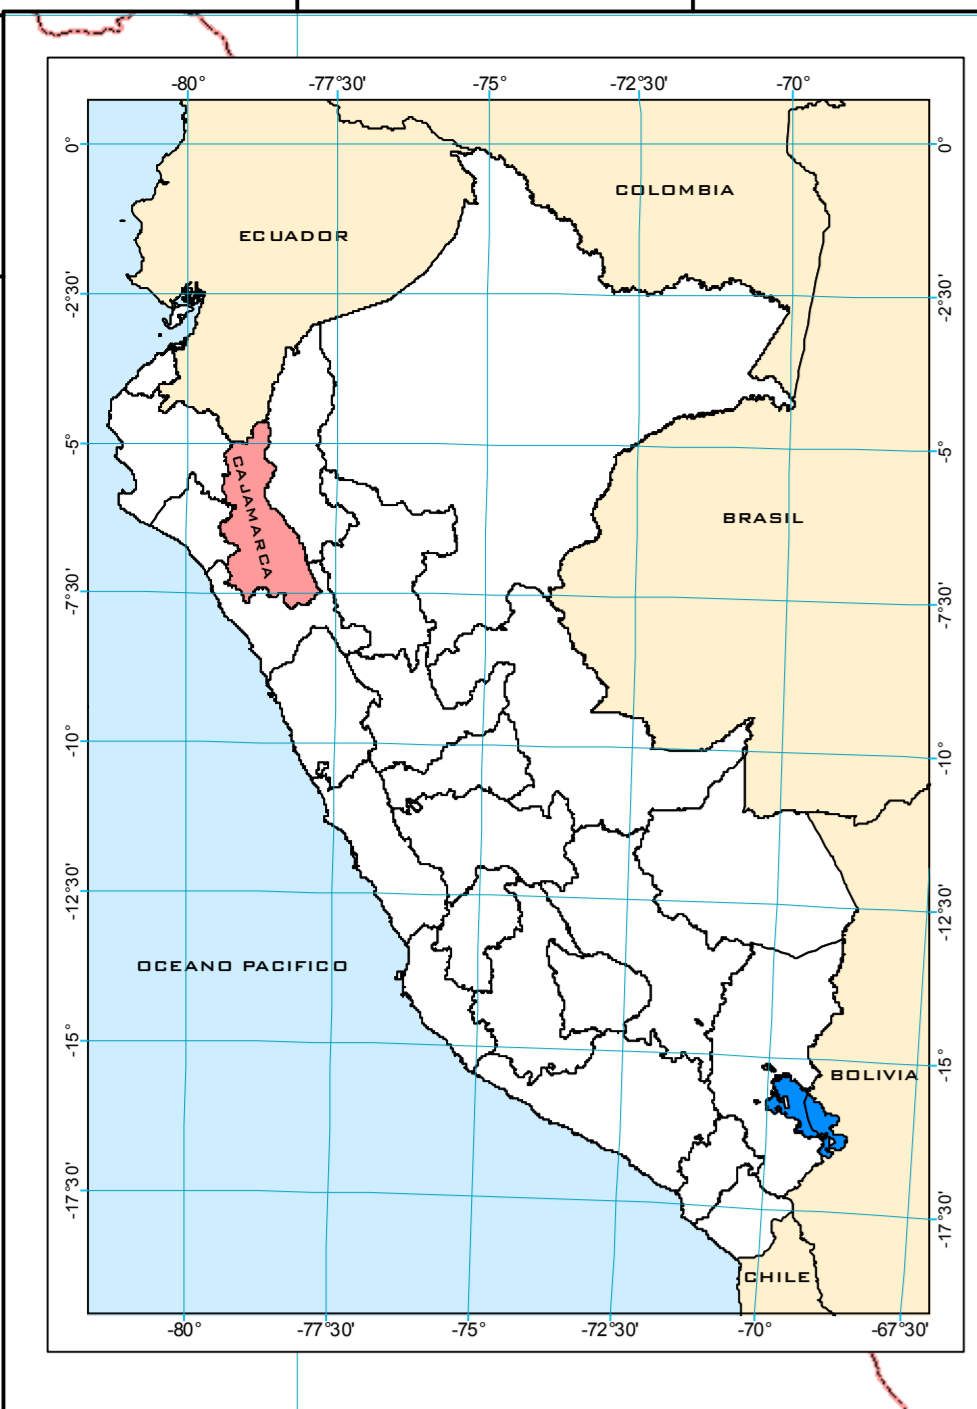 -80° -77°30' -75° -72°30' -70°
0° 0°
COLOMBIA
ECUADOR
-2°30' -2°30'
-5° -5°
CAJAMARCA
BRASIL
-7°30' -7°30'
-10° -10°
-12°30' -12°30'
OCEANO PACIFICO
-15° -15°
BOLIVIA
-17°30' -17°30'
CHILE
-80° -77°30' -75° -72°30' -70° -67°30'